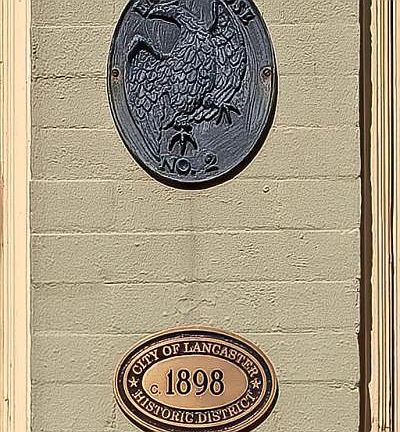 NO. 2
CITY OF LANCASTER
C. 1898
HISTORIC DISTRICT